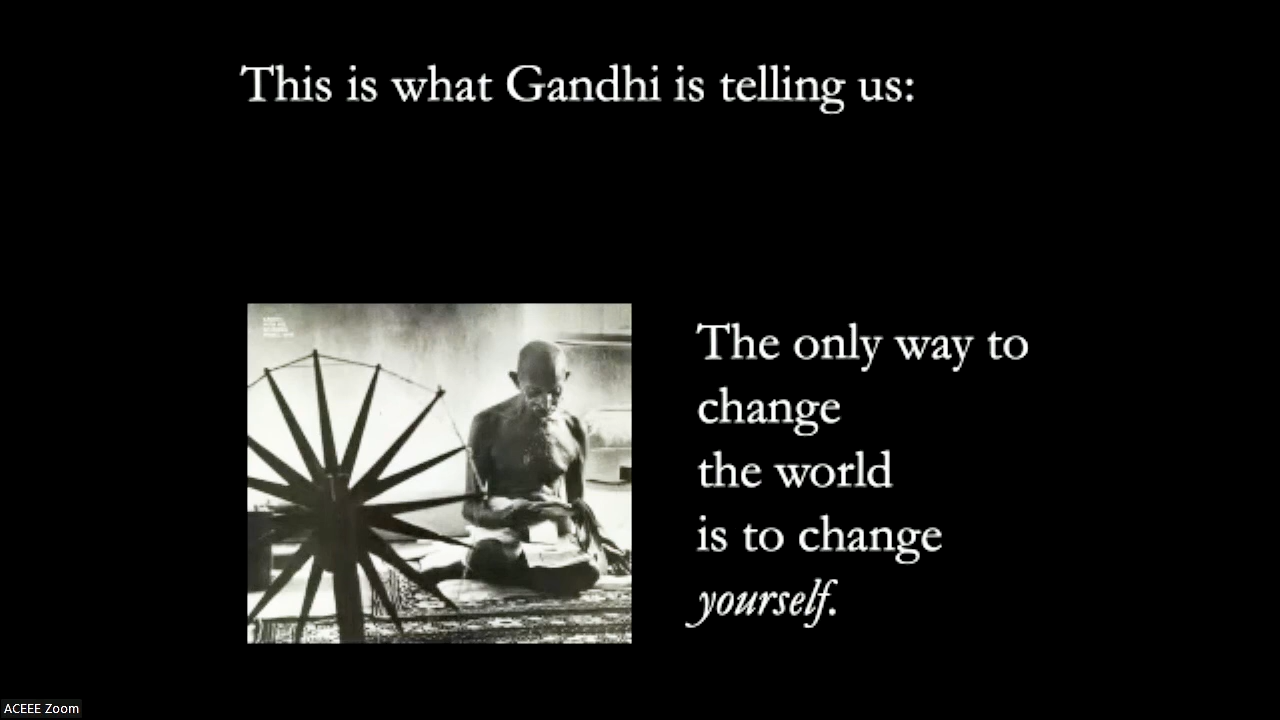 This is what Gandhi is telling us:
The only way to
change
the world
is to change
yourself.
ACEEE Zoom